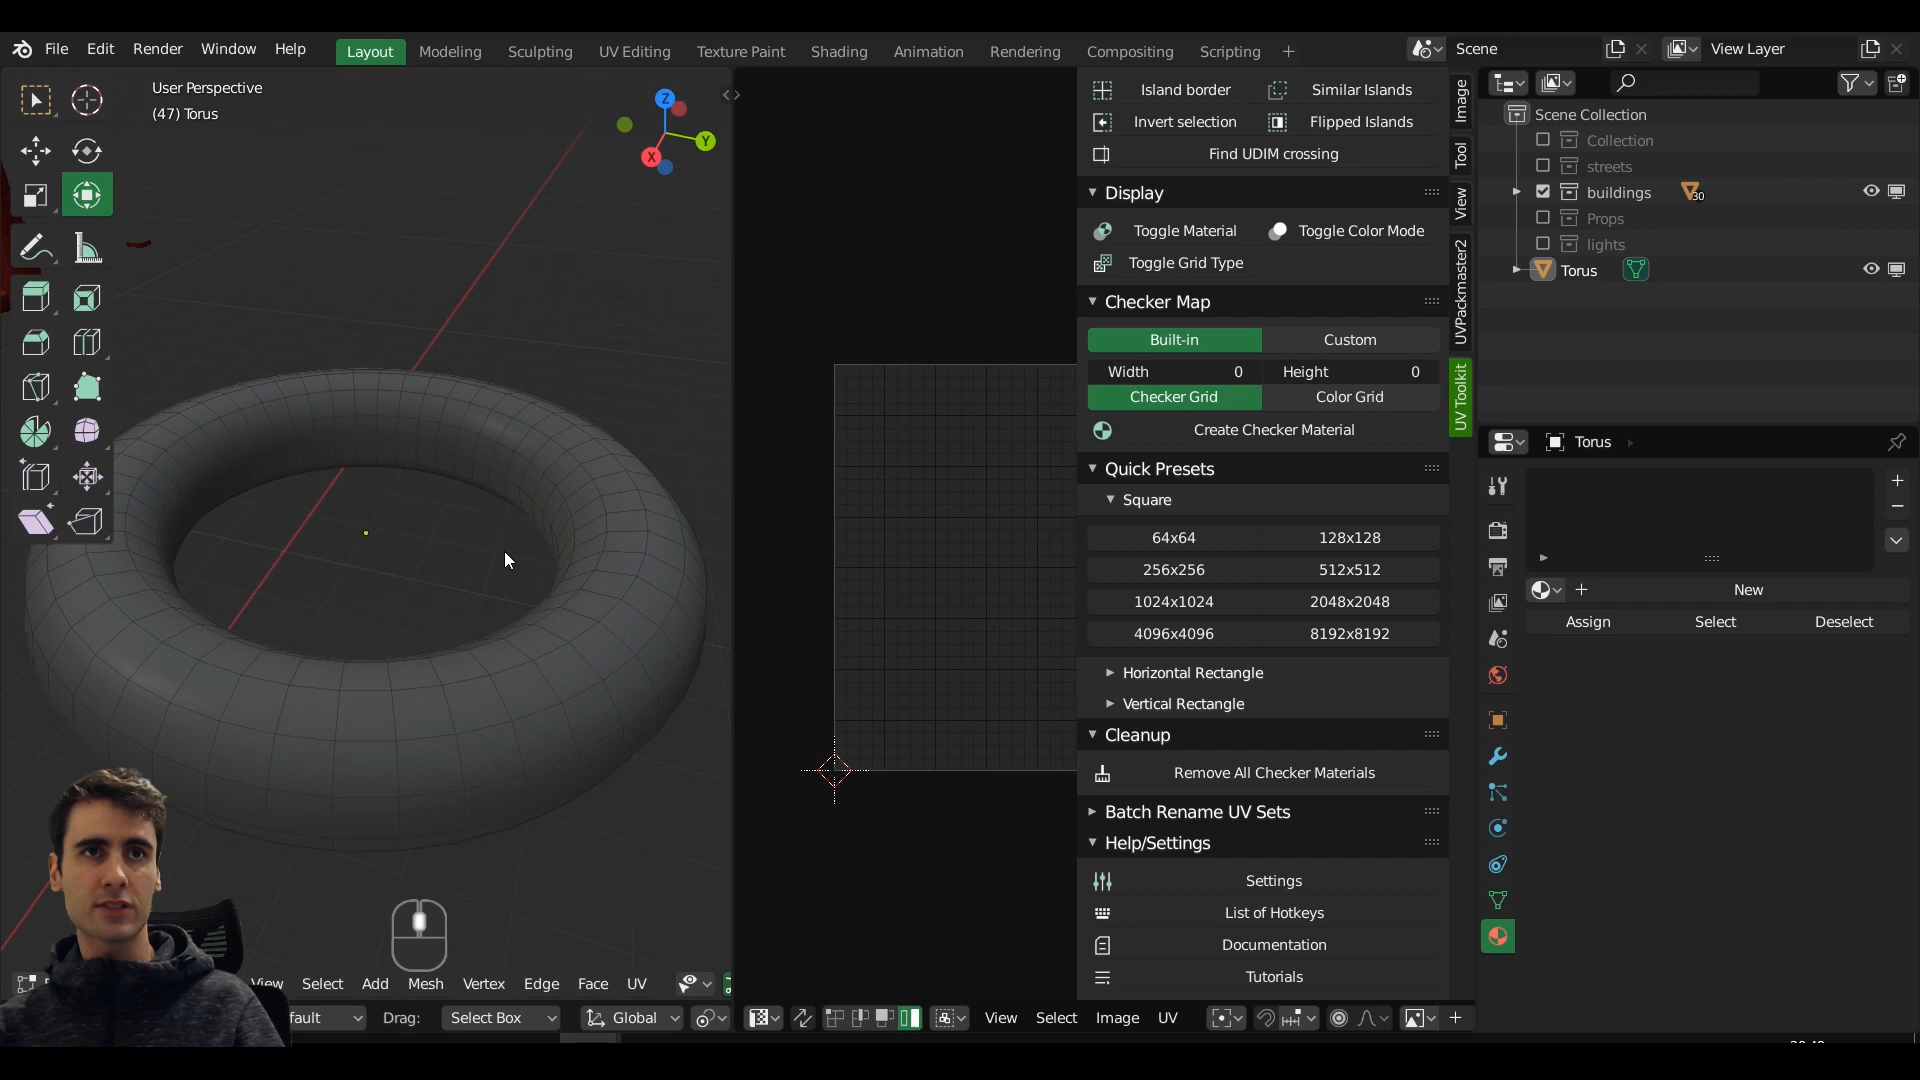 File Edit Render Window Help Layout Modeling Sculpting UV Editing Texture Paint Shading Animation Rendering Compositing Scripting Scene View Layer
User Perspective
(47) Torus
Z
Y
X
Island border Similar Islands
Invert selection Flipped Islands
Find UDIM crossing
Display
Toggle Material Toggle Color Mode
Toggle Grid Type
Checker Map
Built-in Custom
Width 0 Height 0
Checker Grid Color Grid
Create Checker Material
Quick Presets
Square
64x64 128x128
256x256 512x512
1024x1024 2048x2048
4096x4096 8192x8192
Horizontal Rectangle
Vertical Rectangle
Cleanup
Remove All Checker Materials
Batch Rename UV Sets
Help/Settings
Settings
List of Hotkeys
Documentation
Tutorials
Image
Tool
View
UVPackmaster2
UV Toolkit
Scene Collection
Collection
streets
buildings 30
Props
lights
Torus
Torus
New
Assign Select Deselect
View Select Add Mesh Vertex Edge Face UV
fault Drag: Select Box Global
View Select Image UV